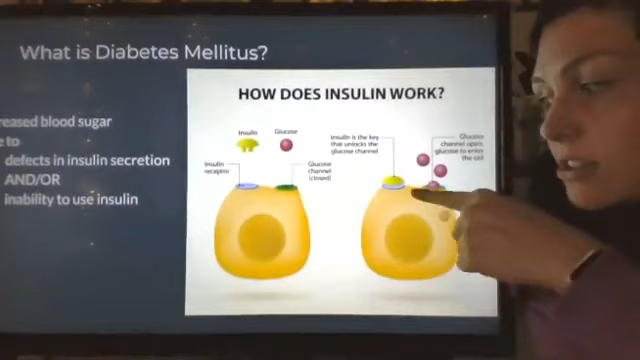 What is Diabetes Mellitus?
reased blood sugar
e to
defects in insulin secretion
AND/OR
inability to use insulin
HOW DOES INSULIN WORK?
Insulin
Glucose
Insulin
receptor
Glucose
channel
(closed)
Insulin is the key
that unlocks the
glucose channel
Glucose
channel open,
glucose to enter
the cell